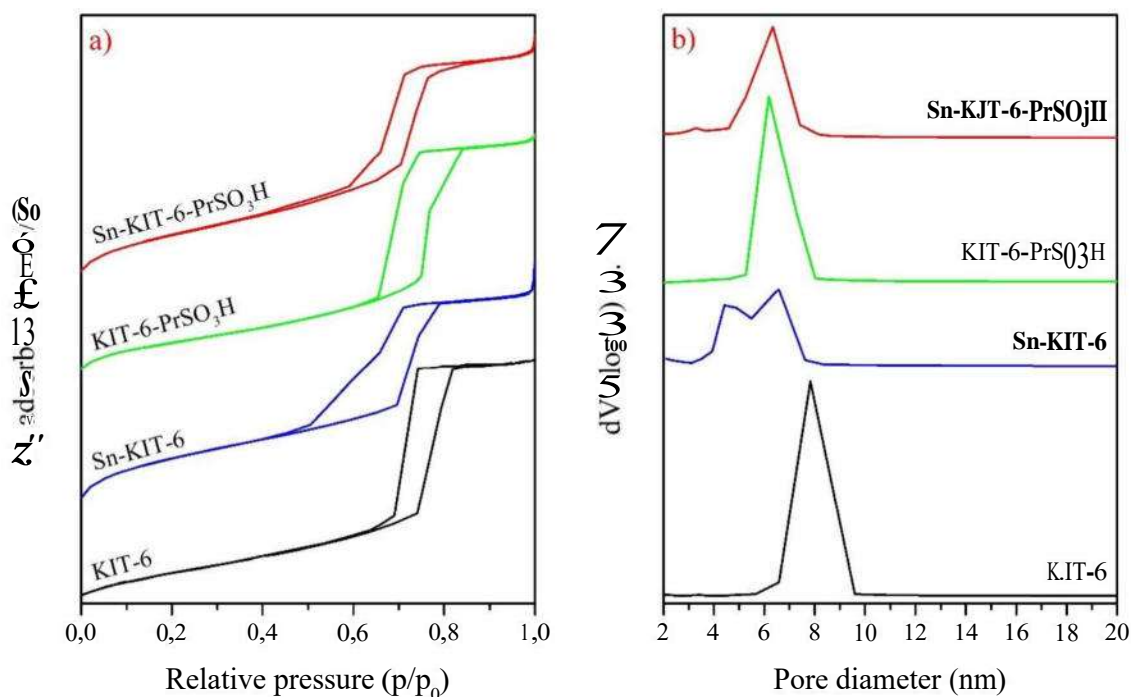 a)
Sn-KIT-6-PrSO₃H
KIT-6-PrSO₃H
Sn-KIT-6
KIT-6
0,0 0,2 0,4 0,6 0,8 1,0
Relative pressure (p/p₀)
b)
Sn-KJT-6-PrSOjII
KIT-6-PrS03H
Sn-KIT-6
K.IT-6
2 4 6 8 10 12 14 16 18 20
Pore diameter (nm)